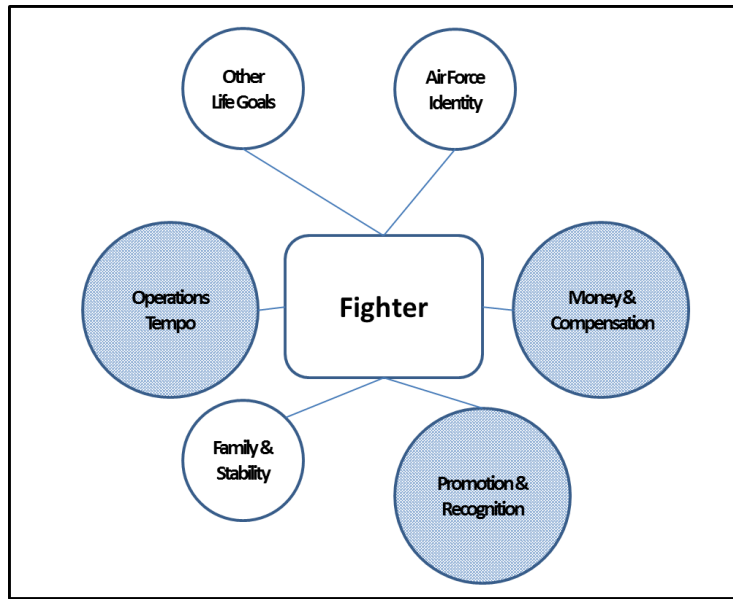 Other
Life Goals
Air Force
Identity
Operations
Tempo
Fighter
Money &
Compensation
Family &
Stability
Promotion &
Recognition